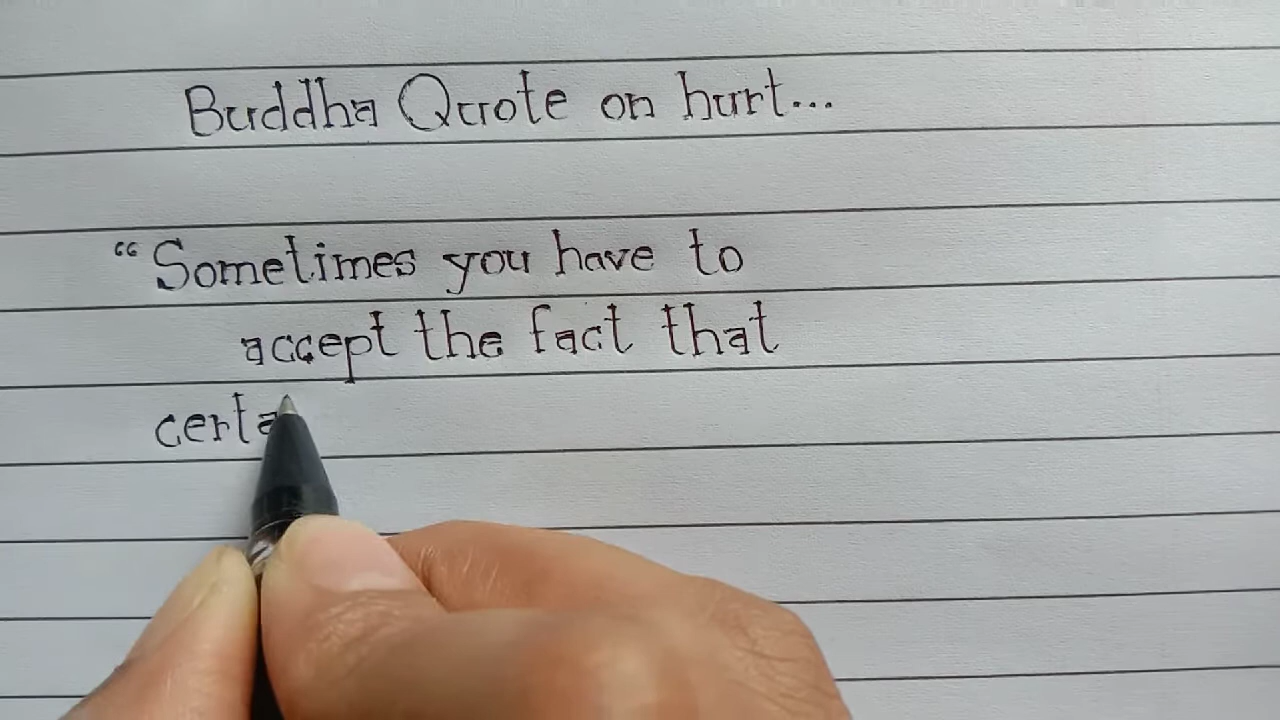 Buddha Quote on hurt...
“Sometimes you have to
accept the fact that
certa